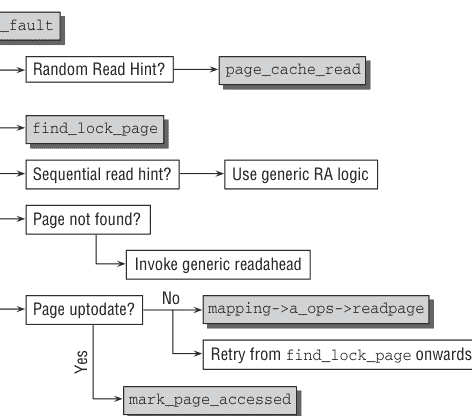 _fault
Random Read Hint?
page_cache_read
find_lock_page
Sequential read hint?
Use generic RA logic
Page not found?
Invoke generic readahead
Page uptodate?
No
mapping->a_ops->readpage
Retry from find_lock_page onwards
Yes
mark_page_accessed